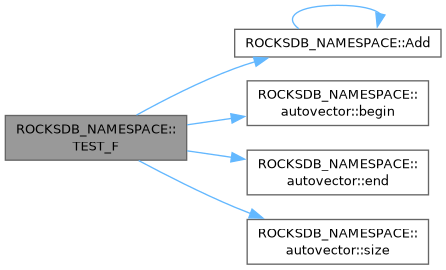 ROCKSDB_NAMESPACE::Add
ROCKSDB_NAMESPACE::
autovector::begin
ROCKSDB_NAMESPACE::
TEST_F
ROCKSDB_NAMESPACE::
autovector::end
ROCKSDB_NAMESPACE::
autovector::size